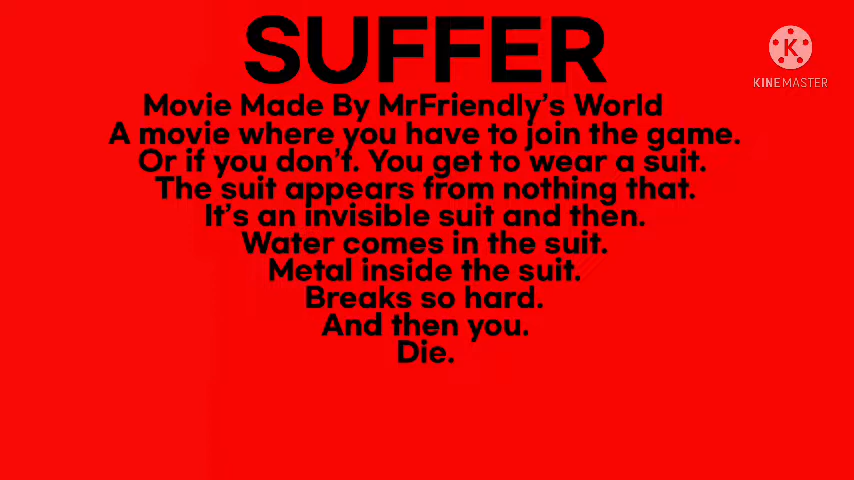 SUFFER
Movie Made By MrFriendly's World
A movie where you have to join the game.
Or if you don't. You get to wear a suit.
The suit appears from nothing that.
It's an invisible suit and then.
Water comes in the suit.
Metal inside the suit.
Breaks so hard.
And then you.
Die.
K
KINEMASTER